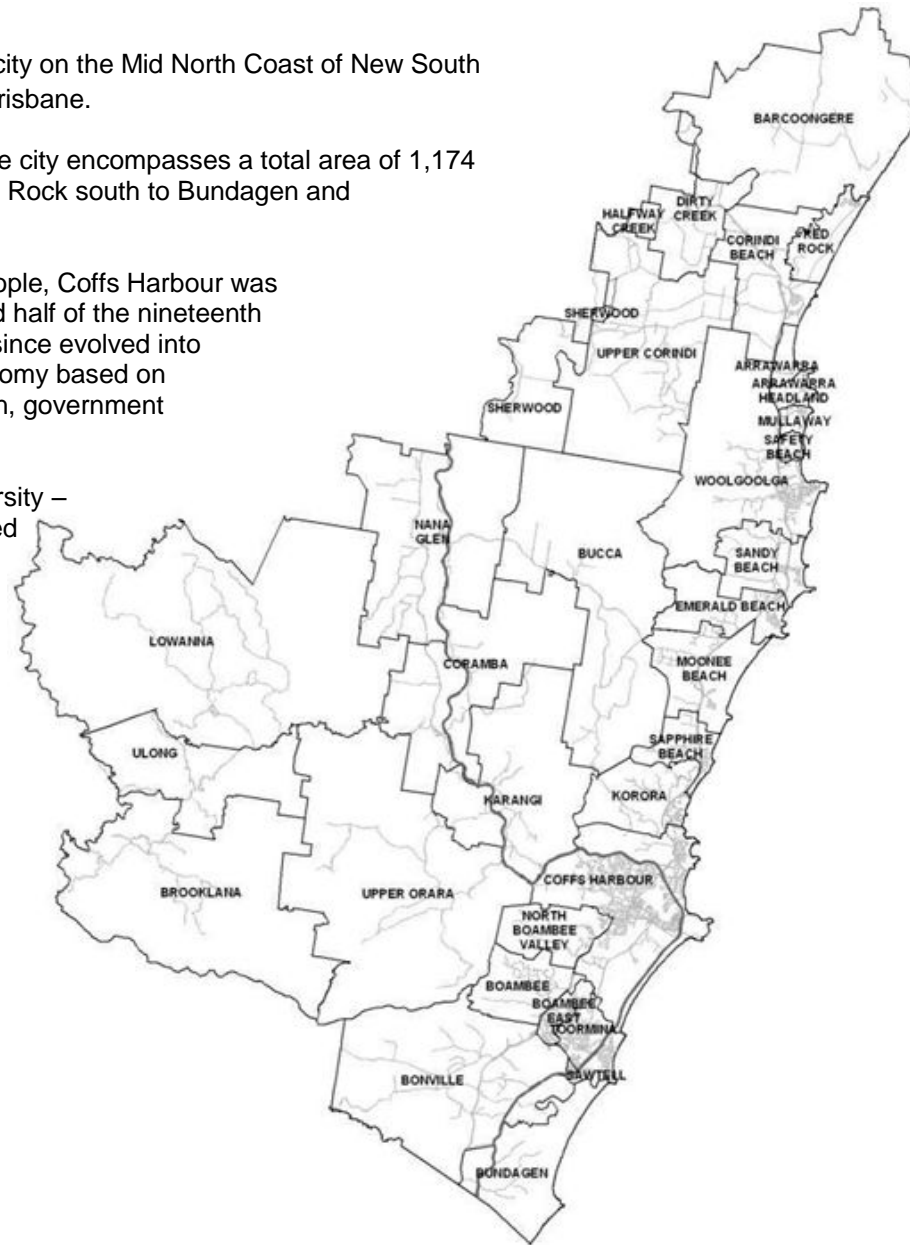 city on the Mid North Coast of New South
risbane.
e city encompasses a total area of 1,174
Rock south to Bundagen and
ople, Coffs Harbour was
d half of the nineteenth
since evolved into
nomy based on
n, government
rsity –
ed
BARCOONGERE
DIRTY
CREEK
HALFWAY
CREEK
CORINDI
BEACH
RED
ROCK
SHERWOOD
UPPER CORINDI
SHERWOOD
ARRAWARRA
ARRAWARRA
HEADLAND
MULLAWAY
SAFETY
BEACH
WOOLGOOLGA
NANA
GLEN
BUCCA
SANDY
BEACH
EMERALD BEACH
LOWANNA
CORAMBA
MOONEE
BEACH
ULONG
SAPPHIRE
BEACH
KARANGI
KORORA
BROOKLANA
UPPER ORARA
COFFS HARBOUR
NORTH
BOAMBEE
VALLEY
BOAMBEE
BOAMBEE
EAST
TOORMINA
BONVILLE
SAWTELL
BUNDAGEN